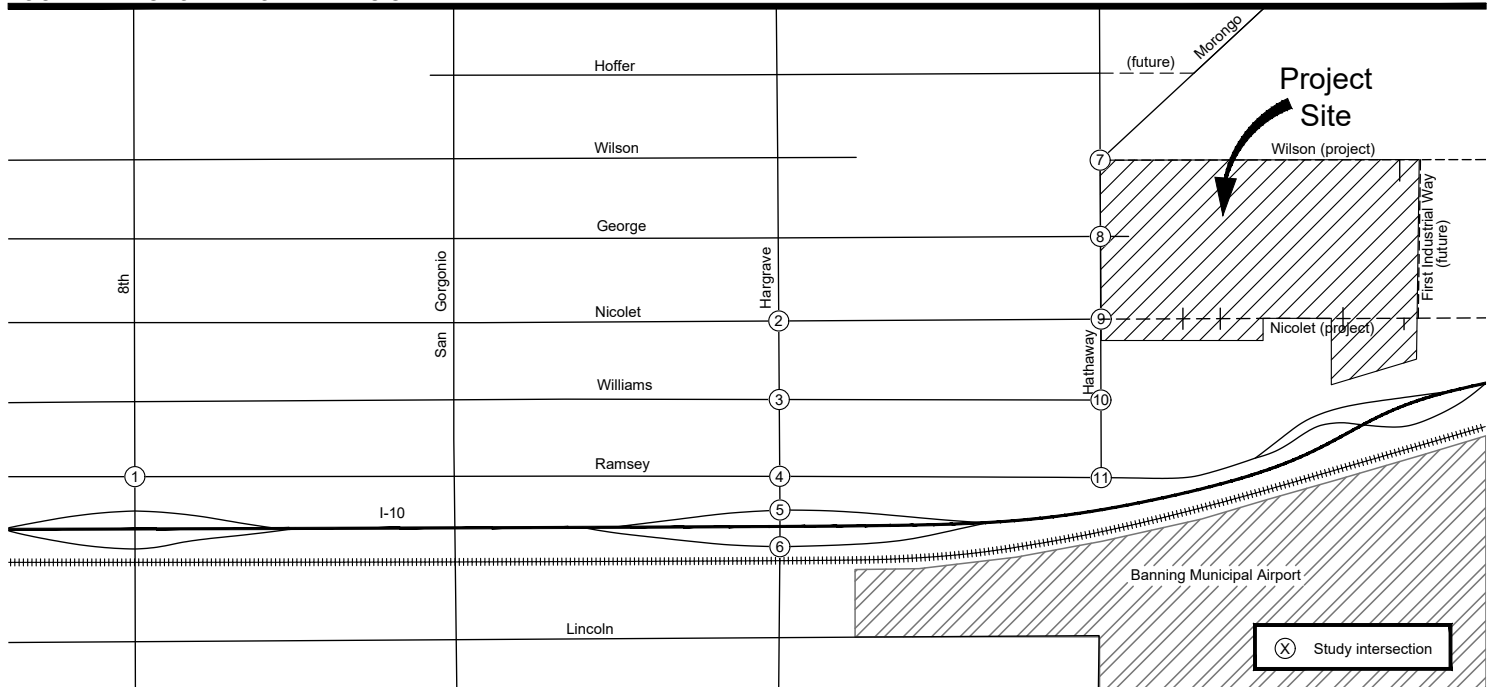 Morongo
(future)
Hoffer
Project
Site
Wilson
Wilson (project)
7
George
8
First Industrial Way
(future)
8th
San Gorgonio
Hargrave
Nicolet
2
9
Nicolet (project)
Hathaway
Williams
3
10
Ramsey
1
4
11
I-10
5
6
Banning Municipal Airport
Lincoln
X Study intersection